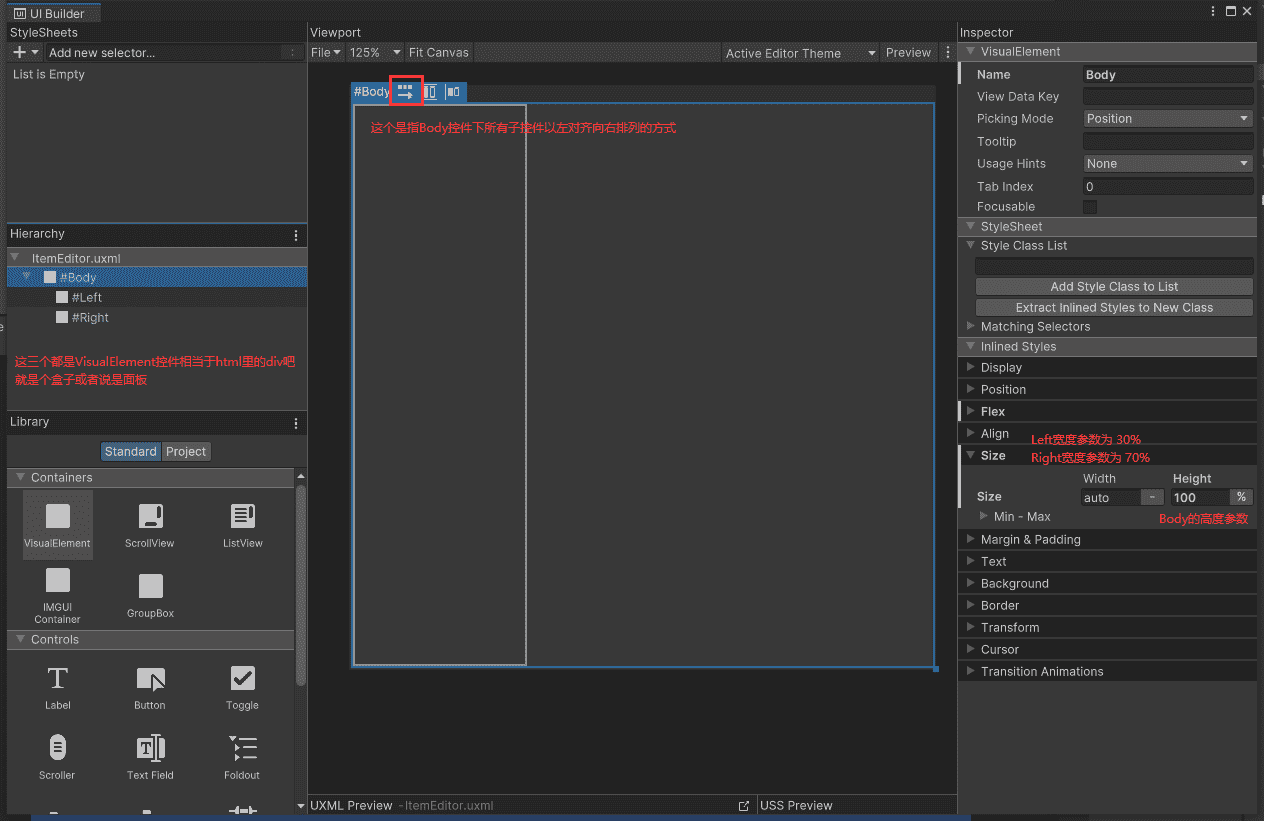 UI Builder
StyleSheets
Add new selector...
List is Empty
Hierarchy
ItemEditor.uxml
#Body
#Left
#Right
这三个都是VisualElement控件相当于html里的div吧
就是个盒子或者说是面板
Library
Standard
Project
Containers
VisualElement
ScrollView
ListView
IMGUI
Container
GroupBox
Controls
Label
Button
Toggle
Scroller
Text Field
Foldout
Viewport
File
125%
Fit Canvas
Active Editor Theme
Preview
#Body
这个是指Body控件下所有子控件以左对齐向右排列的方式
UXML Preview - ItemEditor.uxml
USS Preview
Inspector
VisualElement
Name Body
View Data Key
Picking Mode Position
Tooltip
Usage Hints None
Tab Index 0
Focusable
StyleSheet
Style Class List
Add Style Class to List
Extract Inlined Styles to New Class
Matching Selectors
Inlined Styles
Display
Position
Flex
Align
Left宽度参数为 30%
Size
Right宽度参数为 70%
Width Height
Size auto - 100 %
Min - Max
Body的高度参数
Margin & Padding
Text
Background
Border
Transform
Cursor
Transition Animations